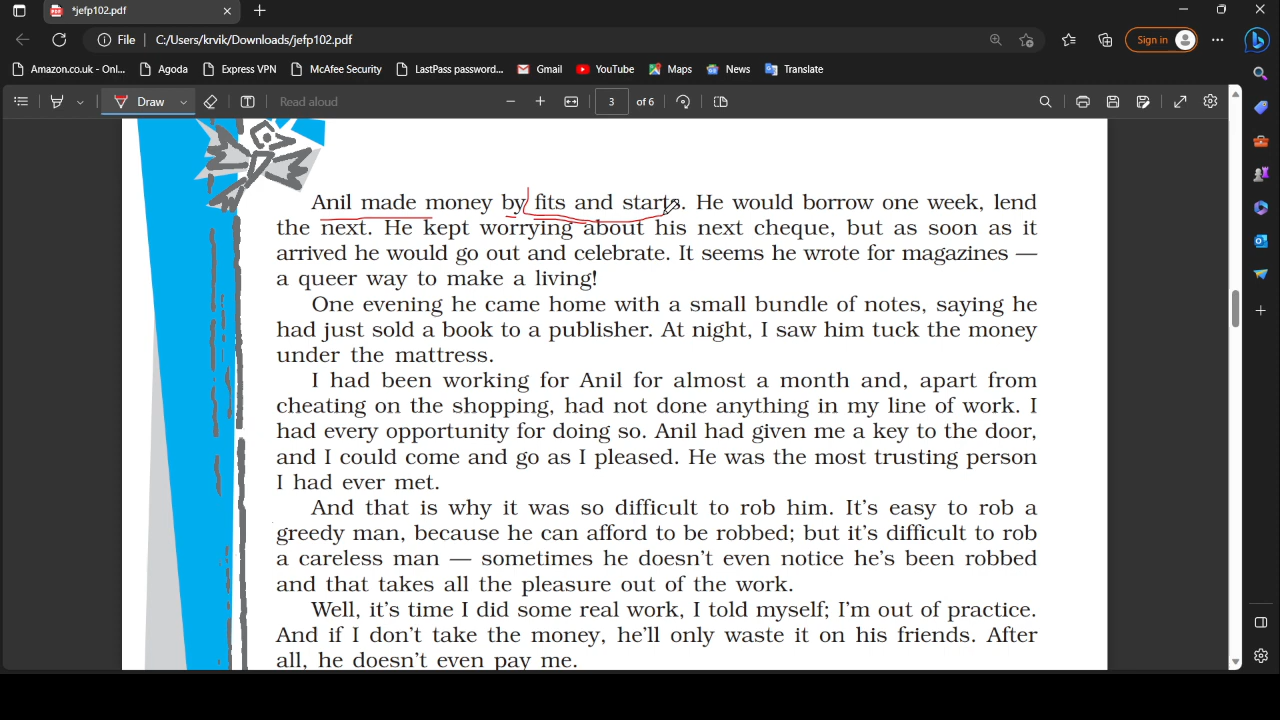 *jefp102.pdf
File C:/Users/krvik/Downloads/jefp102.pdf Sign in
Amazon.co.uk - Onl... Agoda Express VPN McAfee Security LastPass password... Gmail YouTube Maps News Translate
Draw Read aloud 3 of 6
Anil made money by fits and starts. He would borrow one week, lend
the next. He kept worrying about his next cheque, but as soon as it
arrived he would go out and celebrate. It seems he wrote for magazines —
a queer way to make a living!
One evening he came home with a small bundle of notes, saying he
had just sold a book to a publisher. At night, I saw him tuck the money
under the mattress.
I had been working for Anil for almost a month and, apart from
cheating on the shopping, had not done anything in my line of work. I
had every opportunity for doing so. Anil had given me a key to the door,
and I could come and go as I pleased. He was the most trusting person
I had ever met.
And that is why it was so difficult to rob him. It's easy to rob a
greedy man, because he can afford to be robbed; but it's difficult to rob
a careless man — sometimes he doesn't even notice he's been robbed
and that takes all the pleasure out of the work.
Well, it's time I did some real work, I told myself; I'm out of practice.
And if I don't take the money, he'll only waste it on his friends. After
all, he doesn't even pay me.